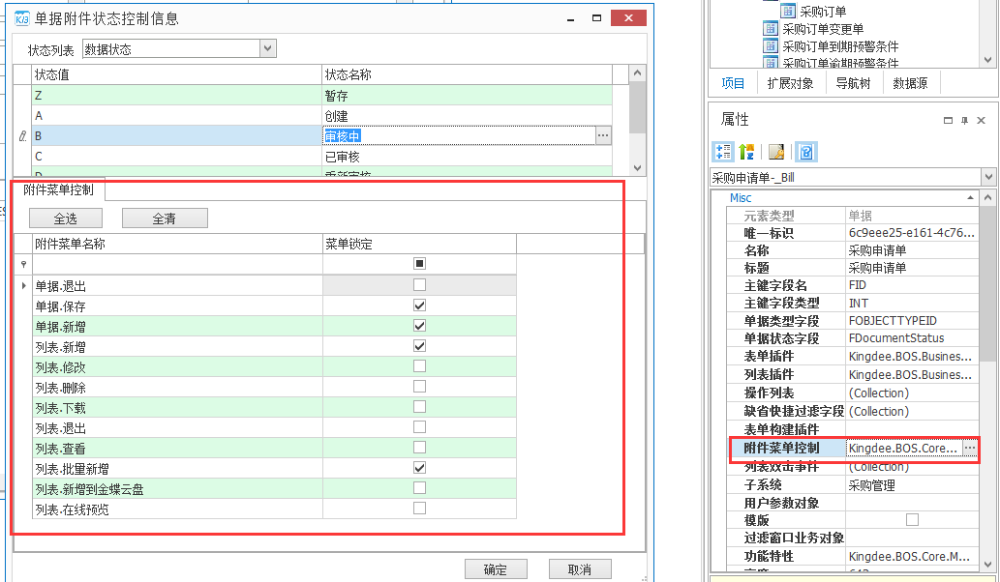 K/3 单据附件状态控制信息
状态列表 数据状态
状态值 状态名称
Z 暂存
A 创建
B 审核中
C 已审核
D 重新审核
附件菜单控制
全选 全清
附件菜单名称 菜单锁定
单据.退出
单据.保存
单据.新增
列表.新增
列表.修改
列表.删除
列表.下载
列表.退出
列表.查看
列表.批量新增
列表.新增到金蝶云盘
列表.在线预览
确定 取消
采购订单
采购订单变更单
采购订单到期预警条件
采购订单逾期预警条件
项目 扩展对象 导航树 数据源
属性
采购申请单-_Bill
Misc
元素类型 单据
唯一标识 6c9eee25-e161-4c76...
名称 采购申请单
标题 采购申请单
主键字段名 FID
主键字段类型 INT
单据类型字段 FOBJECTTYPEID
单据状态字段 FDocumentStatus
表单插件 Kingdee.BOS.Busines...
列表插件 Kingdee.BOS.Busines...
操作列表 (Collection)
缺省快捷过滤字段 (Collection)
表单构建插件
附件菜单控制 Kingdee.BOS.Core... ...
列表双击事件 (Collection)
子系统 采购管理
用户参数对象
模版
过滤窗口业务对象
功能特性 Kingdee.BOS.Core.M...